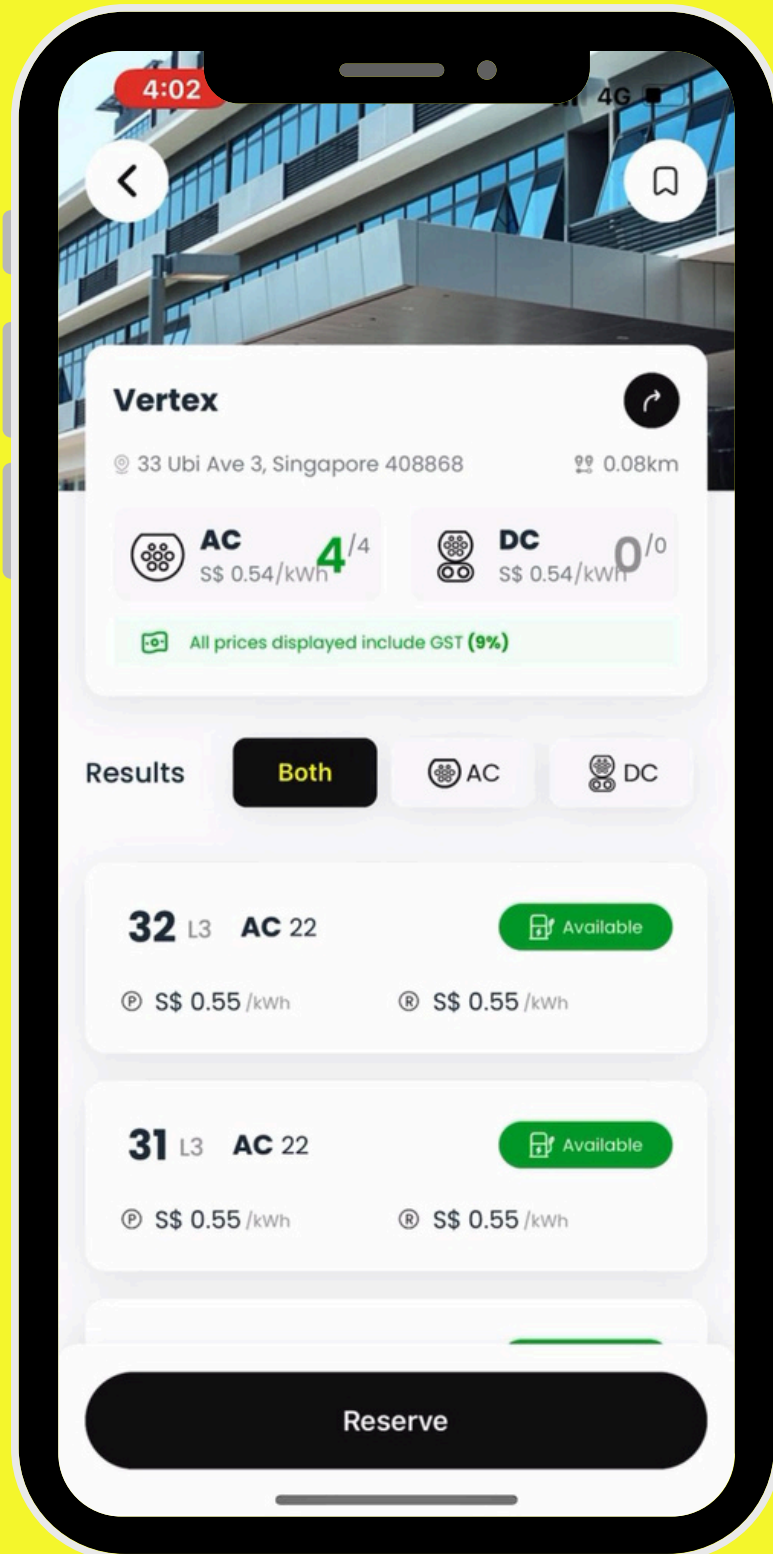 4:02
4G
Vertex
33 Ubi Ave 3, Singapore 408868 0.08km
AC 4/4 DC 0/0
S$ 0.54/kWh S$ 0.54/kWh
All prices displayed include GST (9%)
Results Both AC DC
32 L3 AC 22 Available
P S$ 0.55 /kWh R S$ 0.55 /kWh
31 L3 AC 22 Available
P S$ 0.55 /kWh R S$ 0.55 /kWh
Reserve